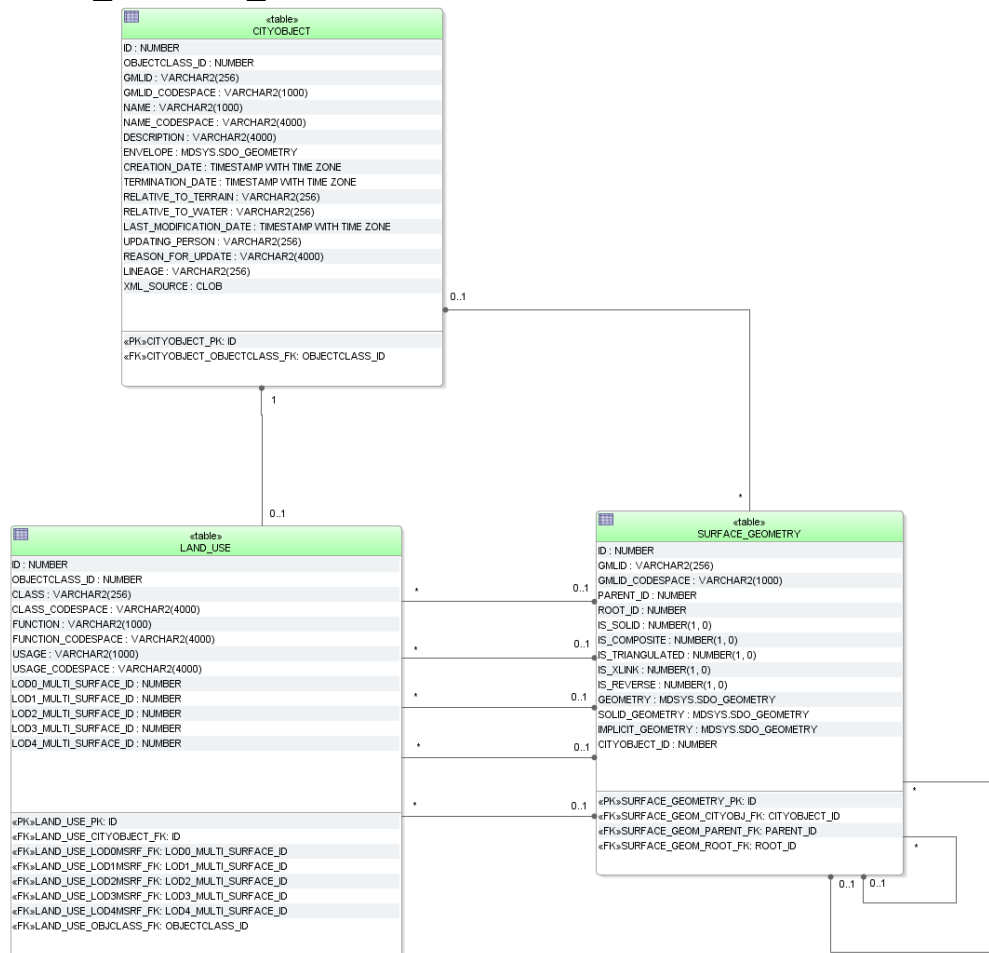 «table»
CITYOBJECT
ID : NUMBER
OBJECTCLASS_ID : NUMBER
GMLID : VARCHAR2(256)
GMLID_CODESPACE : VARCHAR2(1000)
NAME : VARCHAR2(1000)
NAME_CODESPACE : VARCHAR2(4000)
DESCRIPTION : VARCHAR2(4000)
ENVELOPE : MDSYS.SDO_GEOMETRY
CREATION_DATE : TIMESTAMP WITH TIME ZONE
TERMINATION_DATE : TIMESTAMP WITH TIME ZONE
RELATIVE_TO_TERRAIN : VARCHAR2(256)
RELATIVE_TO_WATER : VARCHAR2(256)
LAST_MODIFICATION_DATE : TIMESTAMP WITH TIME ZONE
UPDATING_PERSON : VARCHAR2(256)
REASON_FOR_UPDATE : VARCHAR2(4000)
LINEAGE : VARCHAR2(256)
XML_SOURCE : CLOB
«PK»CITYOBJECT_PK: ID
«FK»CITYOBJECT_OBJECTCLASS_FK: OBJECTCLASS_ID
0..1
1
0..1
*
«table»
LAND_USE
ID : NUMBER
OBJECTCLASS_ID : NUMBER
CLASS : VARCHAR2(256)
CLASS_CODESPACE : VARCHAR2(4000)
FUNCTION : VARCHAR2(1000)
FUNCTION_CODESPACE : VARCHAR2(4000)
USAGE : VARCHAR2(1000)
USAGE_CODESPACE : VARCHAR2(4000)
LOD0_MULTI_SURFACE_ID : NUMBER
LOD1_MULTI_SURFACE_ID : NUMBER
LOD2_MULTI_SURFACE_ID : NUMBER
LOD3_MULTI_SURFACE_ID : NUMBER
LOD4_MULTI_SURFACE_ID : NUMBER
«PK»LAND_USE_PK: ID
«FK»LAND_USE_CITYOBJECT_FK: ID
«FK»LAND_USE_LOD0MSRF_FK: LOD0_MULTI_SURFACE_ID
«FK»LAND_USE_LOD1MSRF_FK: LOD1_MULTI_SURFACE_ID
«FK»LAND_USE_LOD2MSRF_FK: LOD2_MULTI_SURFACE_ID
«FK»LAND_USE_LOD3MSRF_FK: LOD3_MULTI_SURFACE_ID
«FK»LAND_USE_LOD4MSRF_FK: LOD4_MULTI_SURFACE_ID
«FK»LAND_USE_OBJCLASS_FK: OBJECTCLASS_ID
* 0..1
* 0..1
* 0..1
* 0..1
* 0..1
«table»
SURFACE_GEOMETRY
ID : NUMBER
GMLID : VARCHAR2(256)
GMLID_CODESPACE : VARCHAR2(1000)
PARENT_ID : NUMBER
ROOT_ID : NUMBER
IS_SOLID : NUMBER(1, 0)
IS_COMPOSITE : NUMBER(1, 0)
IS_TRIANGULATED : NUMBER(1, 0)
IS_XLINK : NUMBER(1, 0)
IS_REVERSE : NUMBER(1, 0)
GEOMETRY : MDSYS.SDO_GEOMETRY
SOLID_GEOMETRY : MDSYS.SDO_GEOMETRY
IMPLICIT_GEOMETRY : MDSYS.SDO_GEOMETRY
CITYOBJECT_ID : NUMBER
«PK»SURFACE_GEOMETRY_PK: ID
«FK»SURFACE_GEOM_CITYOBJ_FK: CITYOBJECT_ID
«FK»SURFACE_GEOM_PARENT_FK: PARENT_ID
«FK»SURFACE_GEOM_ROOT_FK: ROOT_ID
*
*
0..1 0..1